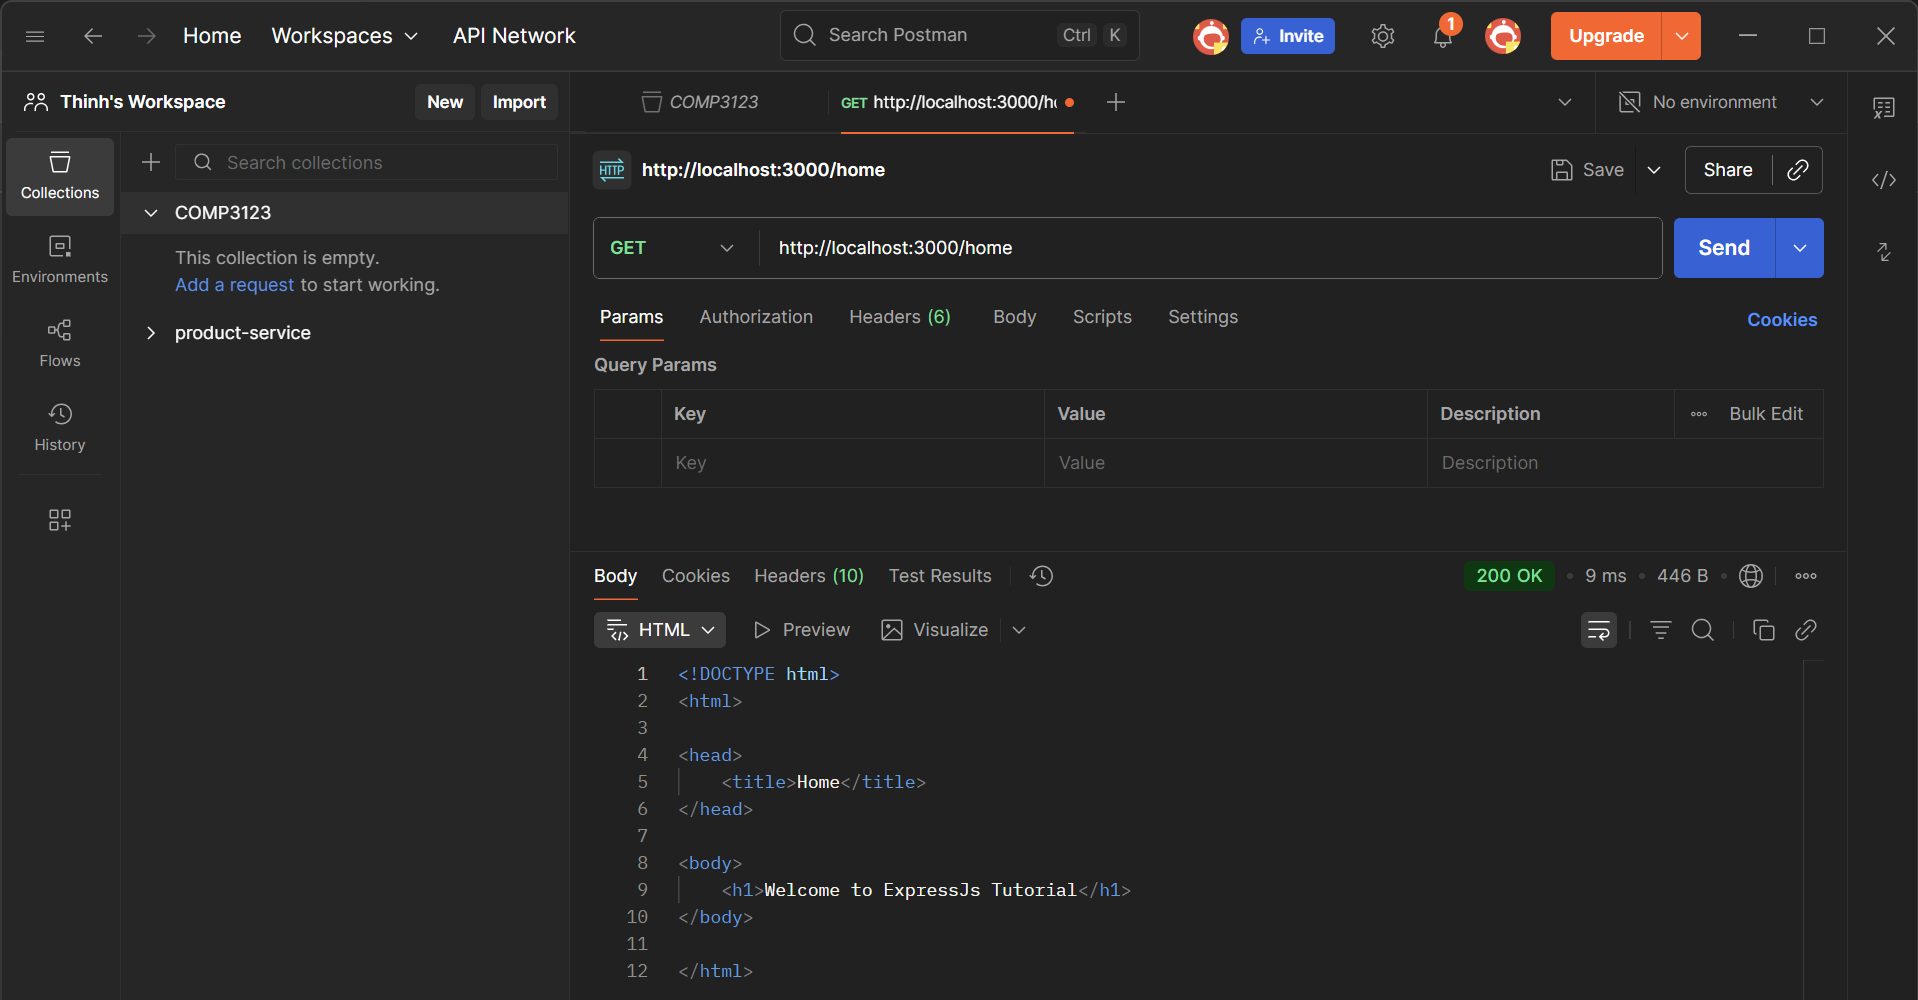 Home Workspaces API Network Search Postman Ctrl K Invite 1 Upgrade
Thinh's Workspace New Import COMP3123 GET http://localhost:3000/h No environment
Collections
Search collections
HTTP http://localhost:3000/home Save Share
COMP3123
This collection is empty.
Add a request to start working.
product-service
Environments
Flows
History
GET http://localhost:3000/home Send
Params Authorization Headers (6) Body Scripts Settings Cookies
Query Params
Key Value Description Bulk Edit
Key Value Description
Body Cookies Headers (10) Test Results 200 OK • 9 ms • 446 B •
HTML Preview Visualize
1 <!DOCTYPE html>
2 <html>
3
4 <head>
5 <title>Home</title>
6 </head>
7
8 <body>
9 <h1>Welcome to ExpressJs Tutorial</h1>
10 </body>
11
12 </html>